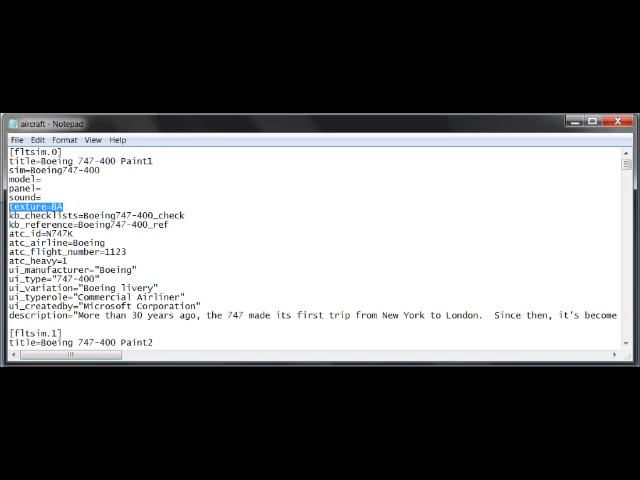 aircraft - Notepad
File Edit Format View Help
[fltsim.0]
title=Boeing 747-400 Paint1
sim=Boeing747-400
model=
panel=
sound=
texture=BA
kb_checklists=Boeing747-400_check
kb_reference=Boeing747-400_ref
atc_id=N747K
atc_airline=Boeing
atc_flight_number=1123
atc_heavy=1
ui_manufacturer="Boeing"
ui_type="747-400"
ui_variation="Boeing livery"
ui_typerole="Commercial Airliner"
ui_createdby="Microsoft Corporation"
description="More than 30 years ago, the 747 made its first trip from New York to London.  Since then, it's become
[fltsim.1]
title=Boeing 747-400 Paint2